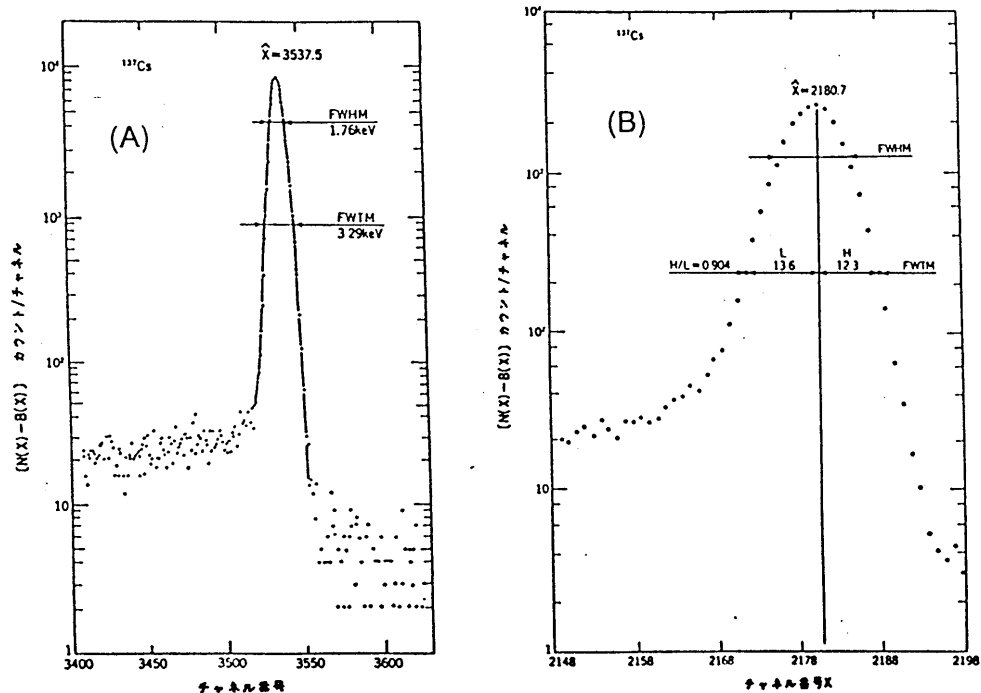 (A)
¹³⁷Cs
X̂=3537.5
FWHM
1.76keV
FWTM
3.29keV
[N(X)−B(X)] カウント/チャネル
10⁴
10³
10²
10
1
3400
3450
3500
3550
3600
チャネル番号
(B)
¹³⁷Cs
X̂=2180.7
FWHM
H/L=0.904
L
13.6
H
12.3
FWTM
[N(X)−B(X)] カウント/チャネル
10⁴
10³
10²
10
1
2148
2158
2168
2178
2188
2198
チャネル番号X